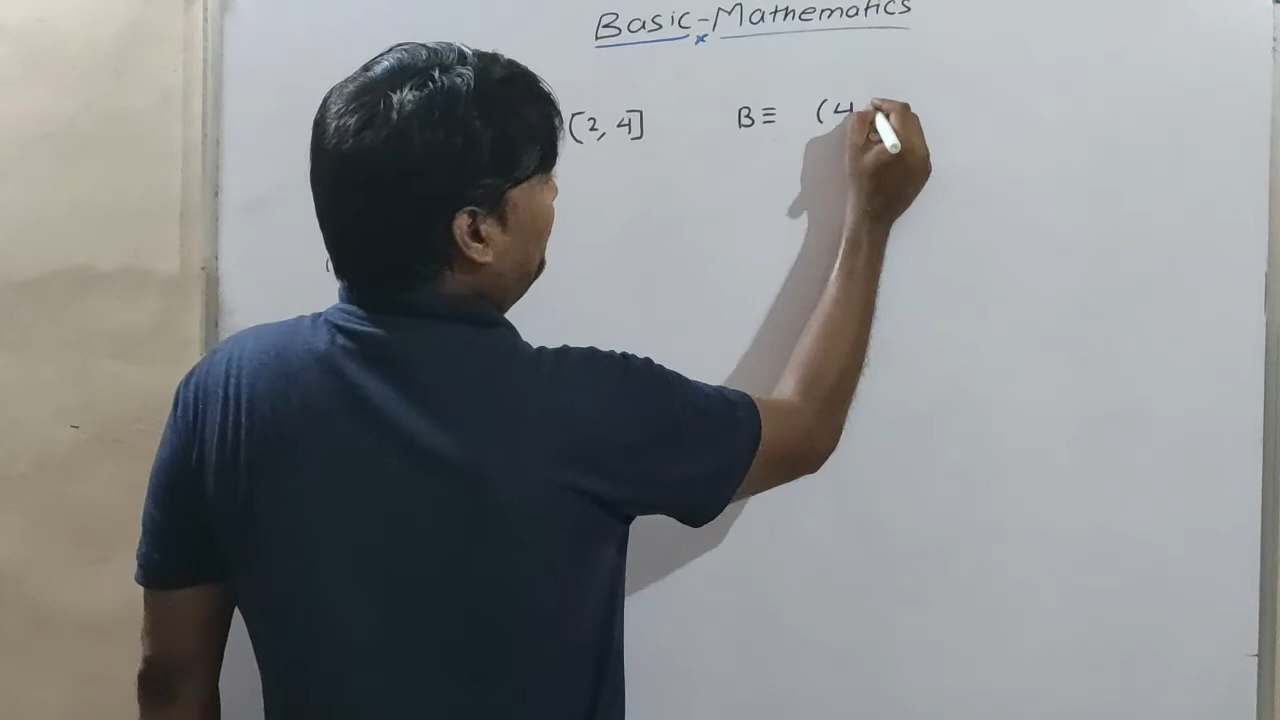 Basic-Mathematics
[2, 4] B≡ (4